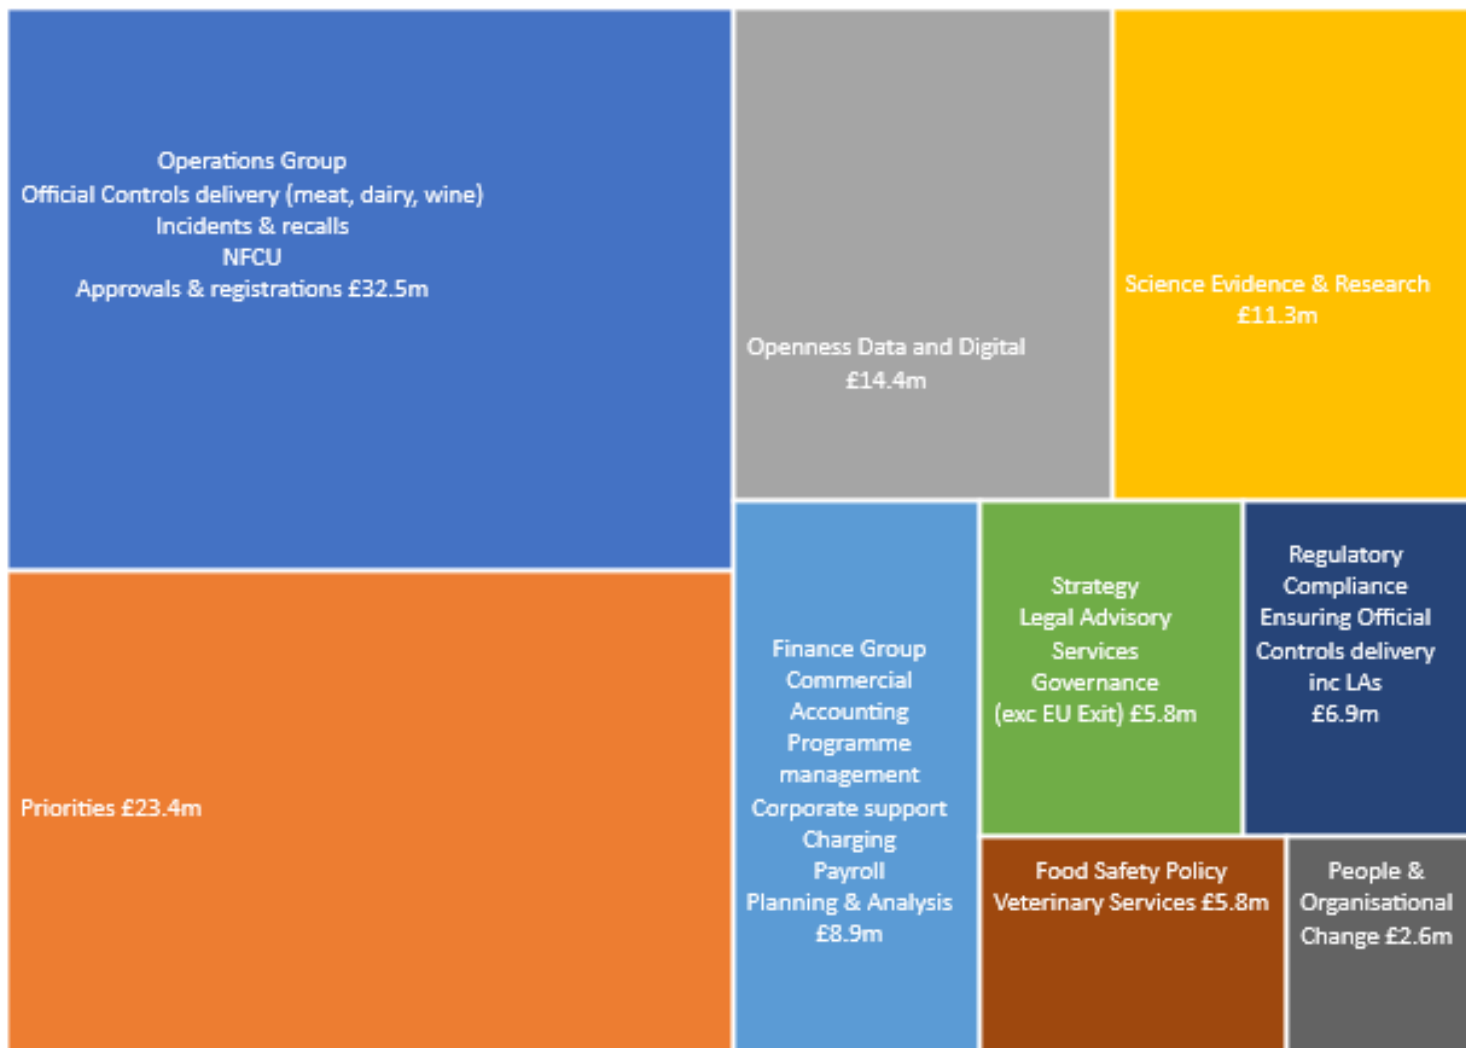 Operations Group
Official Controls delivery (meat, dairy, wine)
Incidents & recalls
NFCU
Approvals & registrations £32.5m
Openness Data and Digital
£14.4m
Science Evidence & Research
£11.3m
Priorities £23.4m
Finance Group
Commercial
Accounting
Programme
management
Corporate support
Charging
Payroll
Planning & Analysis
£8.9m
Strategy
Legal Advisory
Services
Governance
(exc EU Exit) £5.8m
Regulatory
Compliance
Ensuring Official
Controls delivery
inc LAs
£6.9m
Food Safety Policy
Veterinary Services £5.8m
People &
Organisational
Change £2.6m